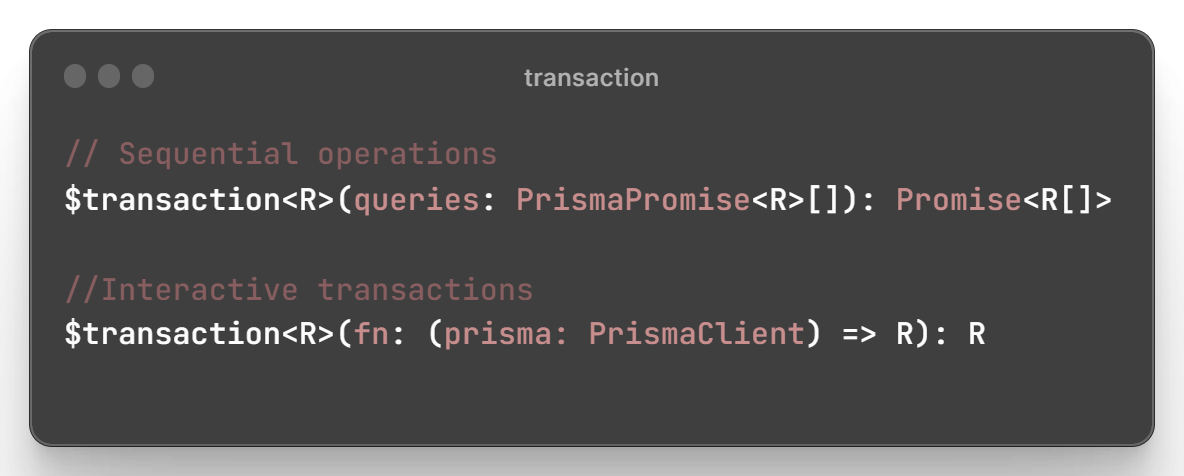 transaction
// Sequential operations
$transaction<R>(queries: PrismaPromise<R>[]): Promise<R[]>
//Interactive transactions
$transaction<R>(fn: (prisma: PrismaClient) => R): R